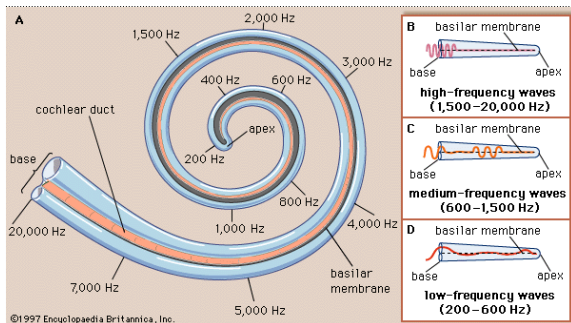 A
2,000 Hz
1,500 Hz
3,000 Hz
400 Hz
600 Hz
cochlear duct
apex
200 Hz
base
800 Hz
1,000 Hz
4,000 Hz
20,000 Hz
7,000 Hz
basilar
membrane
5,000 Hz
©1997 Encyclopaedia Britannica, Inc.
B
basilar membrane
base
apex
high-frequency waves
(1,500–20,000 Hz)
C
basilar membrane
base
apex
medium-frequency waves
(600–1,500 Hz)
D
basilar membrane
base
apex
low-frequency waves
(200–600 Hz)